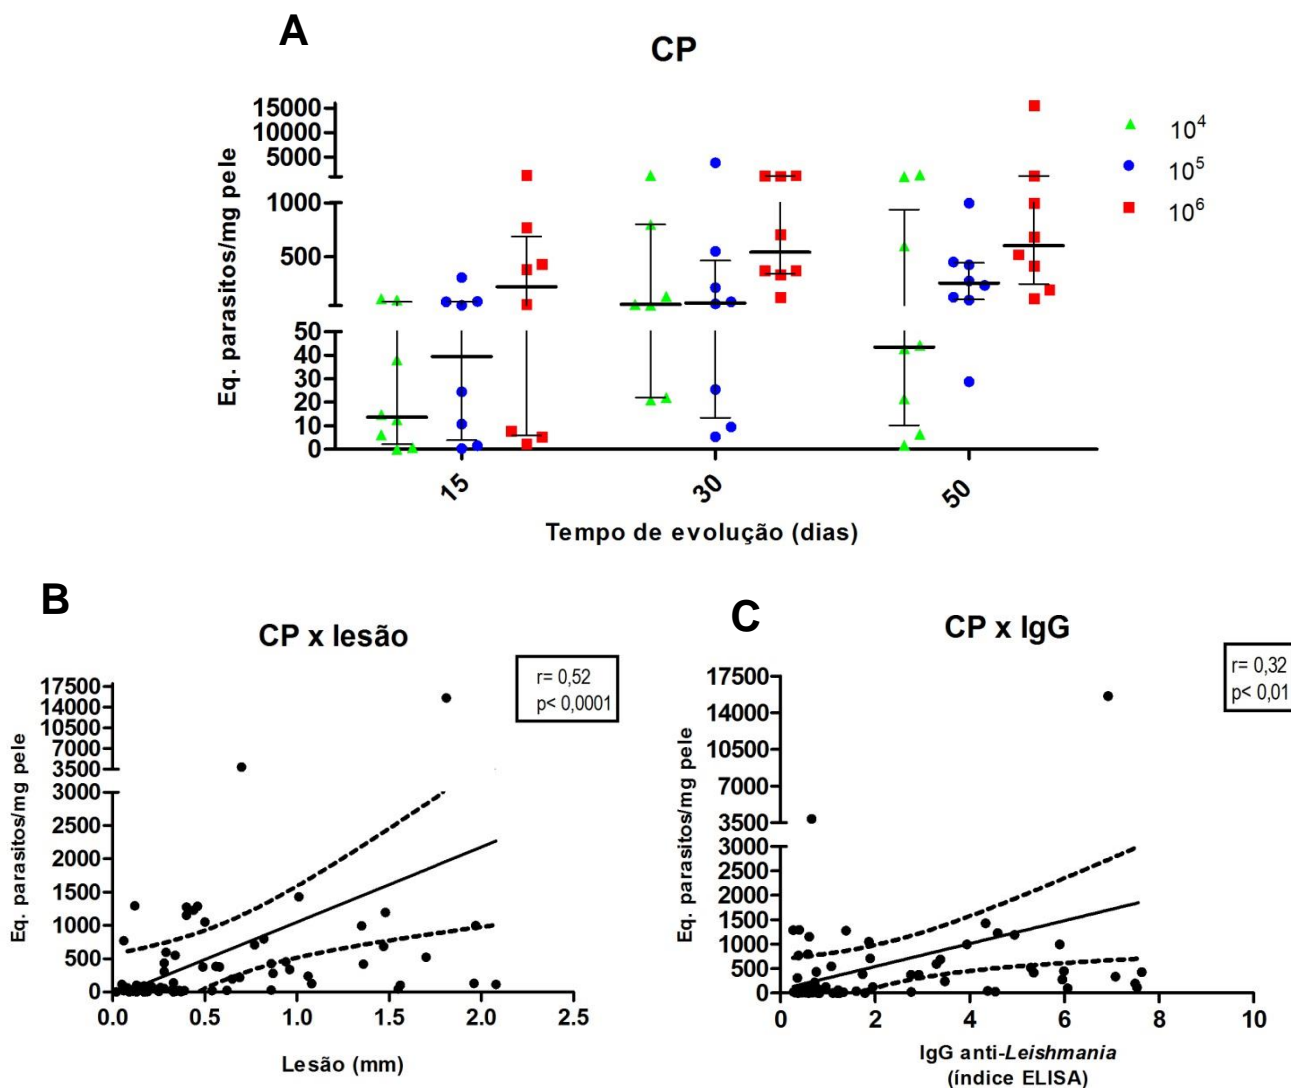 A
CP
15000
10000
5000
1000
500
50
40
30
20
10
0
Eq. parasitos/mg pele
15
30
50
Tempo de evolução (dias)
10⁴
10⁵
10⁶
B
CP x lesão
r= 0,52
p< 0,0001
17500
14000
10500
7000
3500
3000
2500
2000
1500
1000
500
0
Eq. parasitos/mg pele
0.0 0.5 1.0 1.5 2.0 2.5
Lesão (mm)
C
CP x IgG
r= 0,32
p< 0,01
17500
14000
10500
7000
3500
3000
2500
2000
1500
1000
500
0
Eq. parasitos/mg pele
0 2 4 6 8 10
IgG anti-Leishmania
(índice ELISA)